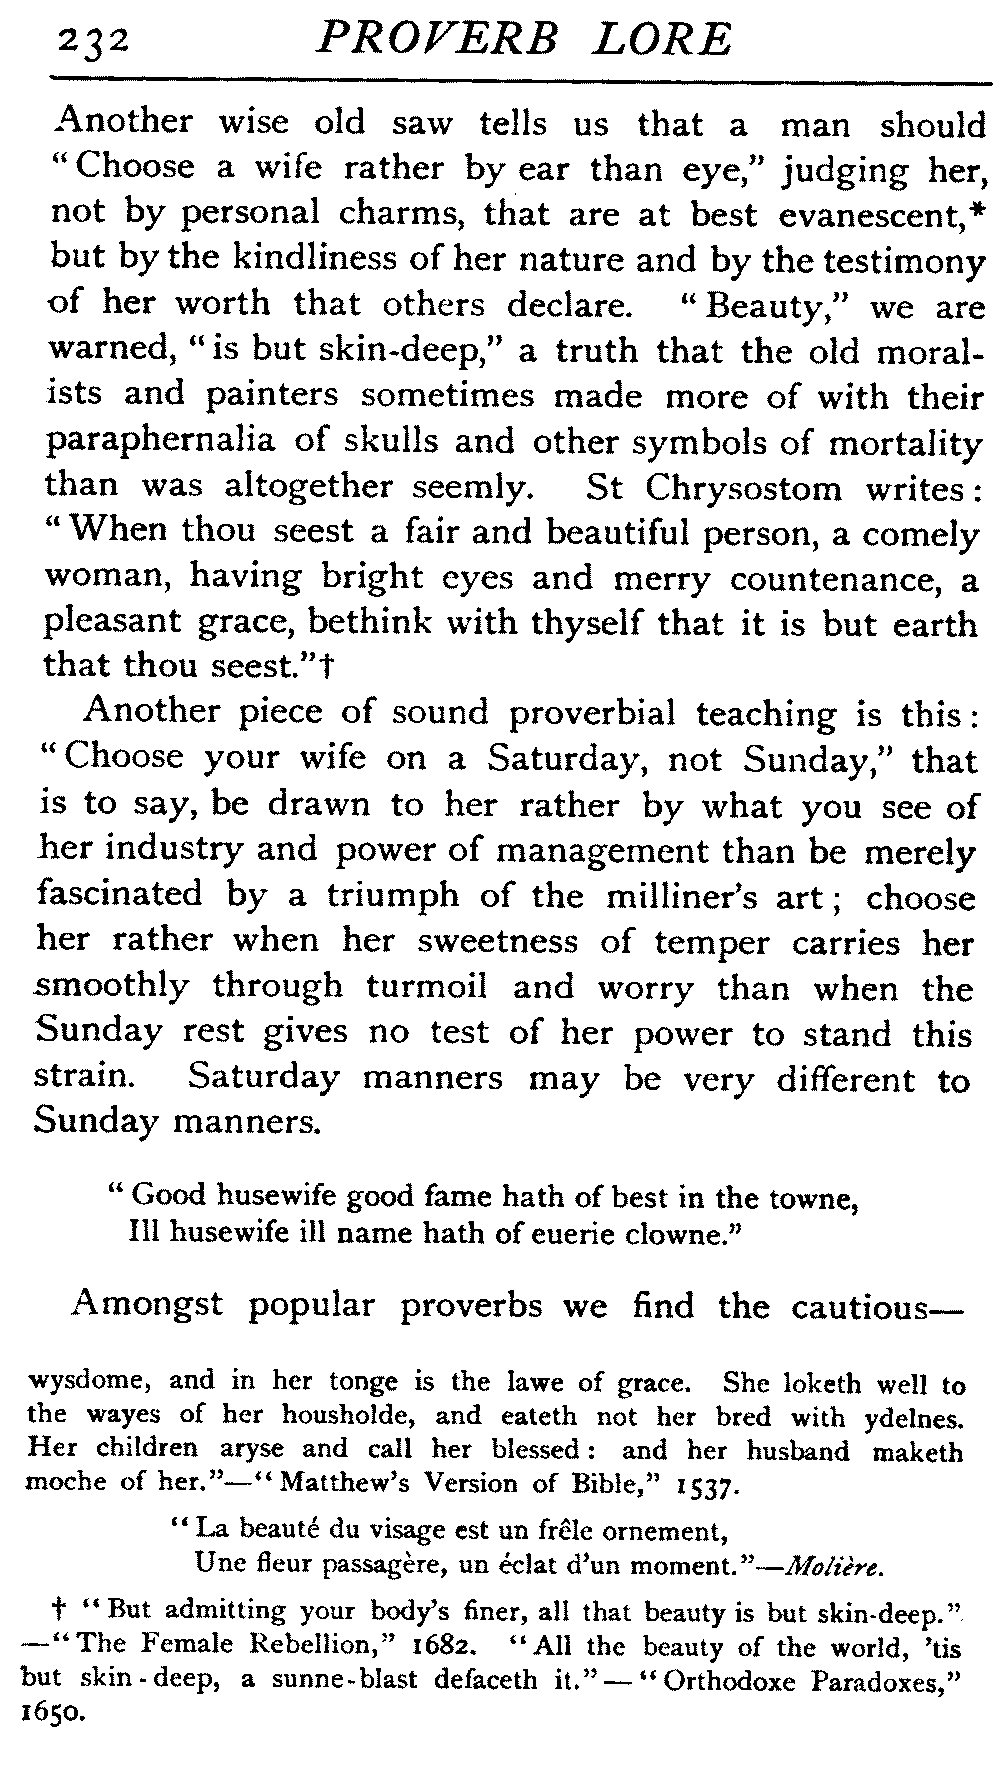 232 PROVERB LORE
Another wise old saw tells us that a man should
“Choose a wife rather by ear than eye,” judging her,
not by personal charms, that are at best evanescent,*
but by the kindliness of her nature and by the testimony
of her worth that others declare. “Beauty,” we are
warned, “is but skin-deep,” a truth that the old moral-
ists and painters sometimes made more of with their
paraphernalia of skulls and other symbols of mortality
than was altogether seemly. St Chrysostom writes:
“When thou seest a fair and beautiful person, a comely
woman, having bright eyes and merry countenance, a
pleasant grace, bethink with thyself that it is but earth
that thou seest.”†
Another piece of sound proverbial teaching is this:
“Choose your wife on a Saturday, not Sunday,” that
is to say, be drawn to her rather by what you see of
her industry and power of management than be merely
fascinated by a triumph of the milliner’s art; choose
her rather when her sweetness of temper carries her
smoothly through turmoil and worry than when the
Sunday rest gives no test of her power to stand this
strain. Saturday manners may be very different to
Sunday manners.
“Good husewife good fame hath of best in the towne,
Ill husewife ill name hath of euerie clowne.”
Amongst popular proverbs we find the cautious—
wysdome, and in her tonge is the lawe of grace. She loketh well to
the wayes of her housholde, and eateth not her bred with ydelnes.
Her children aryse and call her blessed: and her husband maketh
moche of her.”—“Matthew’s Version of Bible,” 1537.
“La beauté du visage est un frêle ornement,
Une fleur passagère, un éclat d’un moment.”—Molière.
† “But admitting your body’s finer, all that beauty is but skin-deep.”
—“The Female Rebellion,” 1682. “All the beauty of the world, ’tis
but skin-deep, a sunne-blast defaceth it.”—“Orthodoxe Paradoxes,”
1650.